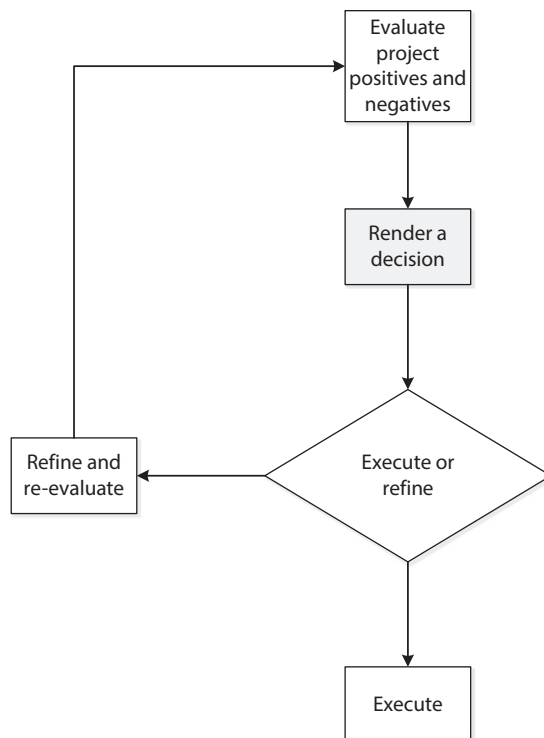 Evaluate
project
positives and
negatives
Render a
decision
Execute or
refine
Refine and
re-evaluate
Execute